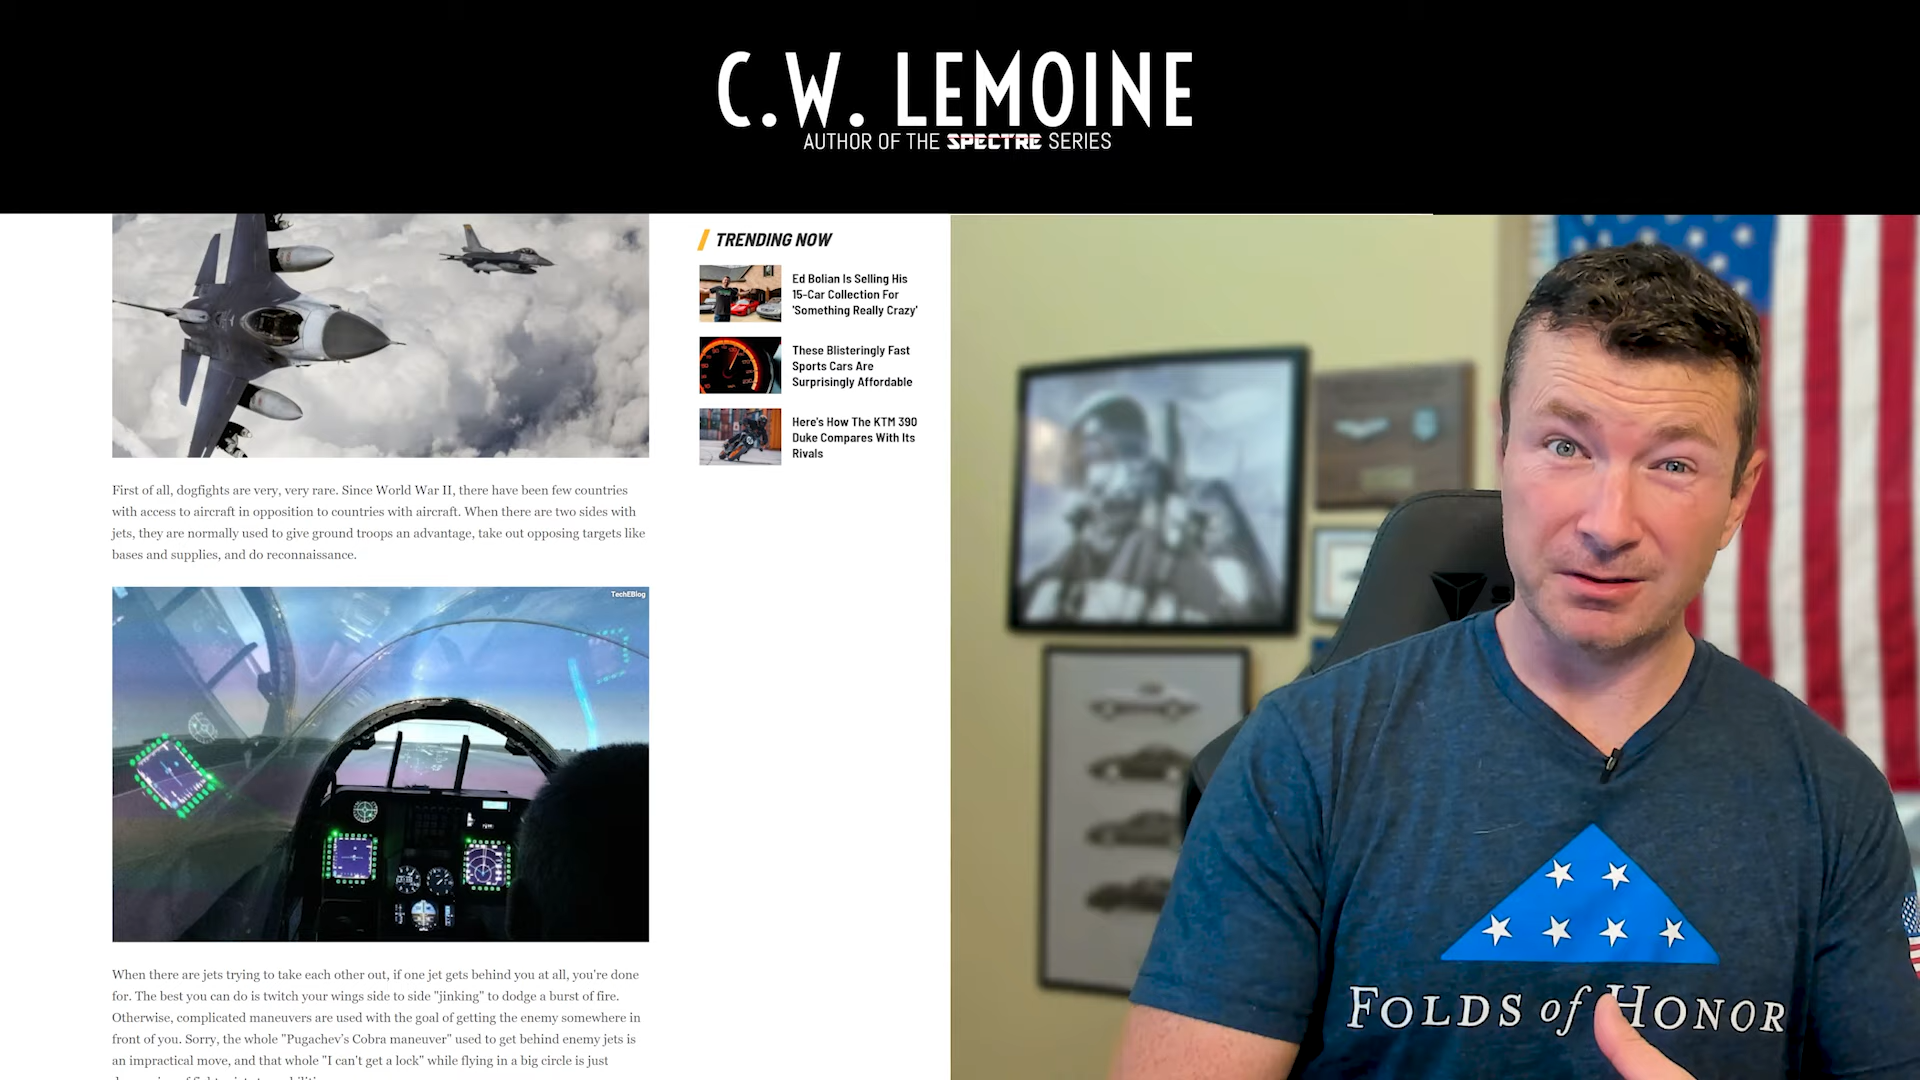 C.W. LEMOINE
AUTHOR OF THE SPECTRE SERIES
TRENDING NOW
Ed Bolian Is Selling His
15-Car Collection For
'Something Really Crazy'
These Blisteringly Fast
Sports Cars Are
Surprisingly Affordable
Here's How The KTM 390
Duke Compares With Its
Rivals
First of all, dogfights are very, very rare. Since World War II, there have been few countries
with access to aircraft in opposition to countries with aircraft. When there are two sides with
jets, they are normally used to give ground troops an advantage, take out opposing targets like
bases and supplies, and do reconnaissance.
TechEBlog
When there are jets trying to take each other out, if one jet gets behind you at all, you're done
for. The best you can do is twitch your wings side to side "jinking" to dodge a burst of fire.
Otherwise, complicated maneuvers are used with the goal of getting the enemy somewhere in
front of you. Sorry, the whole "Pugachev's Cobra maneuver" used to get behind enemy jets is
an impractical move, and that whole "I can't get a lock" while flying in a big circle is just
FOLDS of HONOR